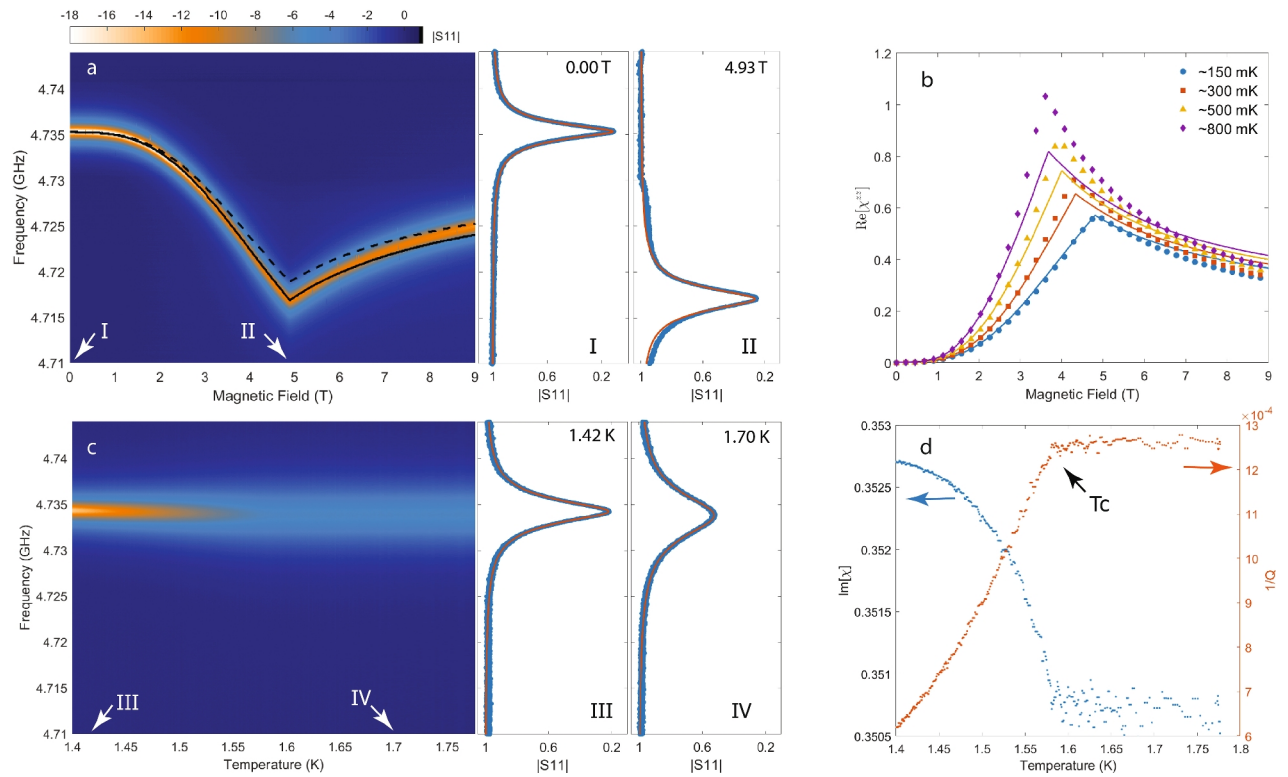 -18 -16 -14 -12 -10 -8 -6 -4 -2 0
|S11|
a
4.74
4.735
4.73
4.725
4.72
4.715
4.71
Frequency (GHz)
I
II
0 1 2 3 4 5 6 7 8 9
Magnetic Field (T)
0.00 T
I
1 0.6 0.2
|S11|
4.93 T
II
1 0.6 0.2
|S11|
b
~150 mK
~300 mK
~500 mK
~800 mK
1.2
1
0.8
0.6
0.4
0.2
0
Re[χ^{zz}]
0 1 2 3 4 5 6 7 8 9
Magnetic Field (T)
c
4.74
4.735
4.73
4.725
4.72
4.715
4.71
Frequency (GHz)
III
IV
1.4 1.45 1.5 1.55 1.6 1.65 1.7 1.75
Temperature (K)
1.42 K
III
1 0.6 0.2
|S11|
1.70 K
IV
1 0.6 0.2
|S11|
d
0.353
0.3525
0.352
0.3515
0.351
0.3505
Im[χ]
Tc
×10⁻⁴
13
12
11
10
9
8
7
6
1/Q
1.4 1.45 1.5 1.55 1.6 1.65 1.7 1.75 1.8
Temperature (K)